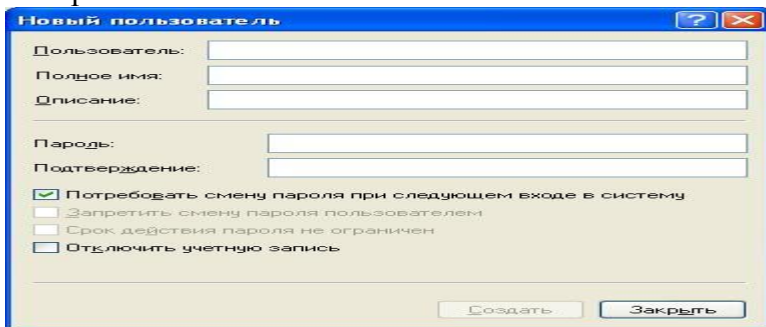 Новый пользователь
Пользователь:
Полное имя:
Описание:
Пароль:
Подтверждение:
Потребовать смену пароля при следующем входе в систему
Запретить смену пароля пользователем
Срок действия пароля не ограничен
Отключить учетную запись
Создать Закрыть